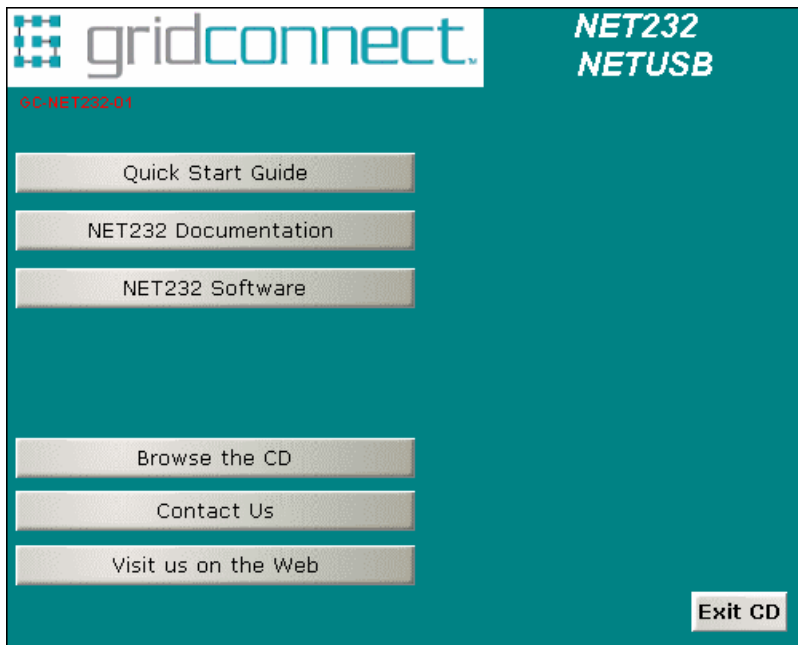 gridconnect™
NET232
NETUSB
GC-NET232-01
Quick Start Guide
NET232 Documentation
NET232 Software
Browse the CD
Contact Us
Visit us on the Web
Exit CD